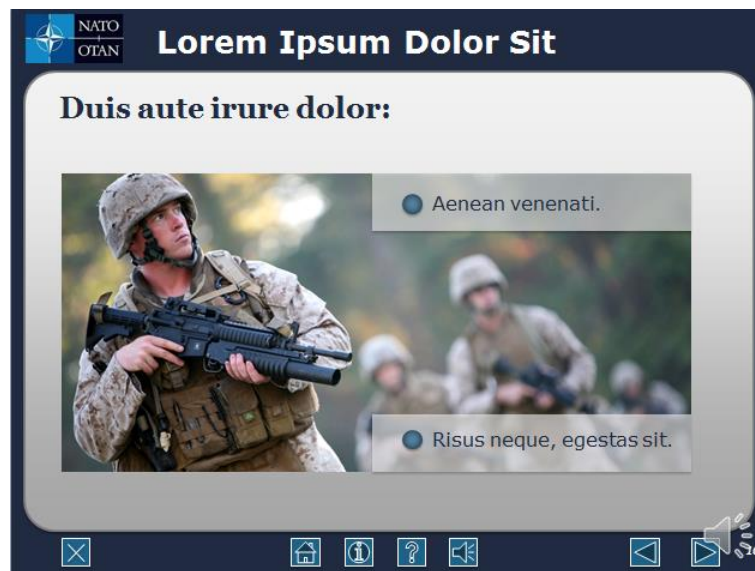 NATO
OTAN
Lorem Ipsum Dolor Sit
Duis aute irure dolor:
Aenean venenati.
Risus neque, egestas sit.